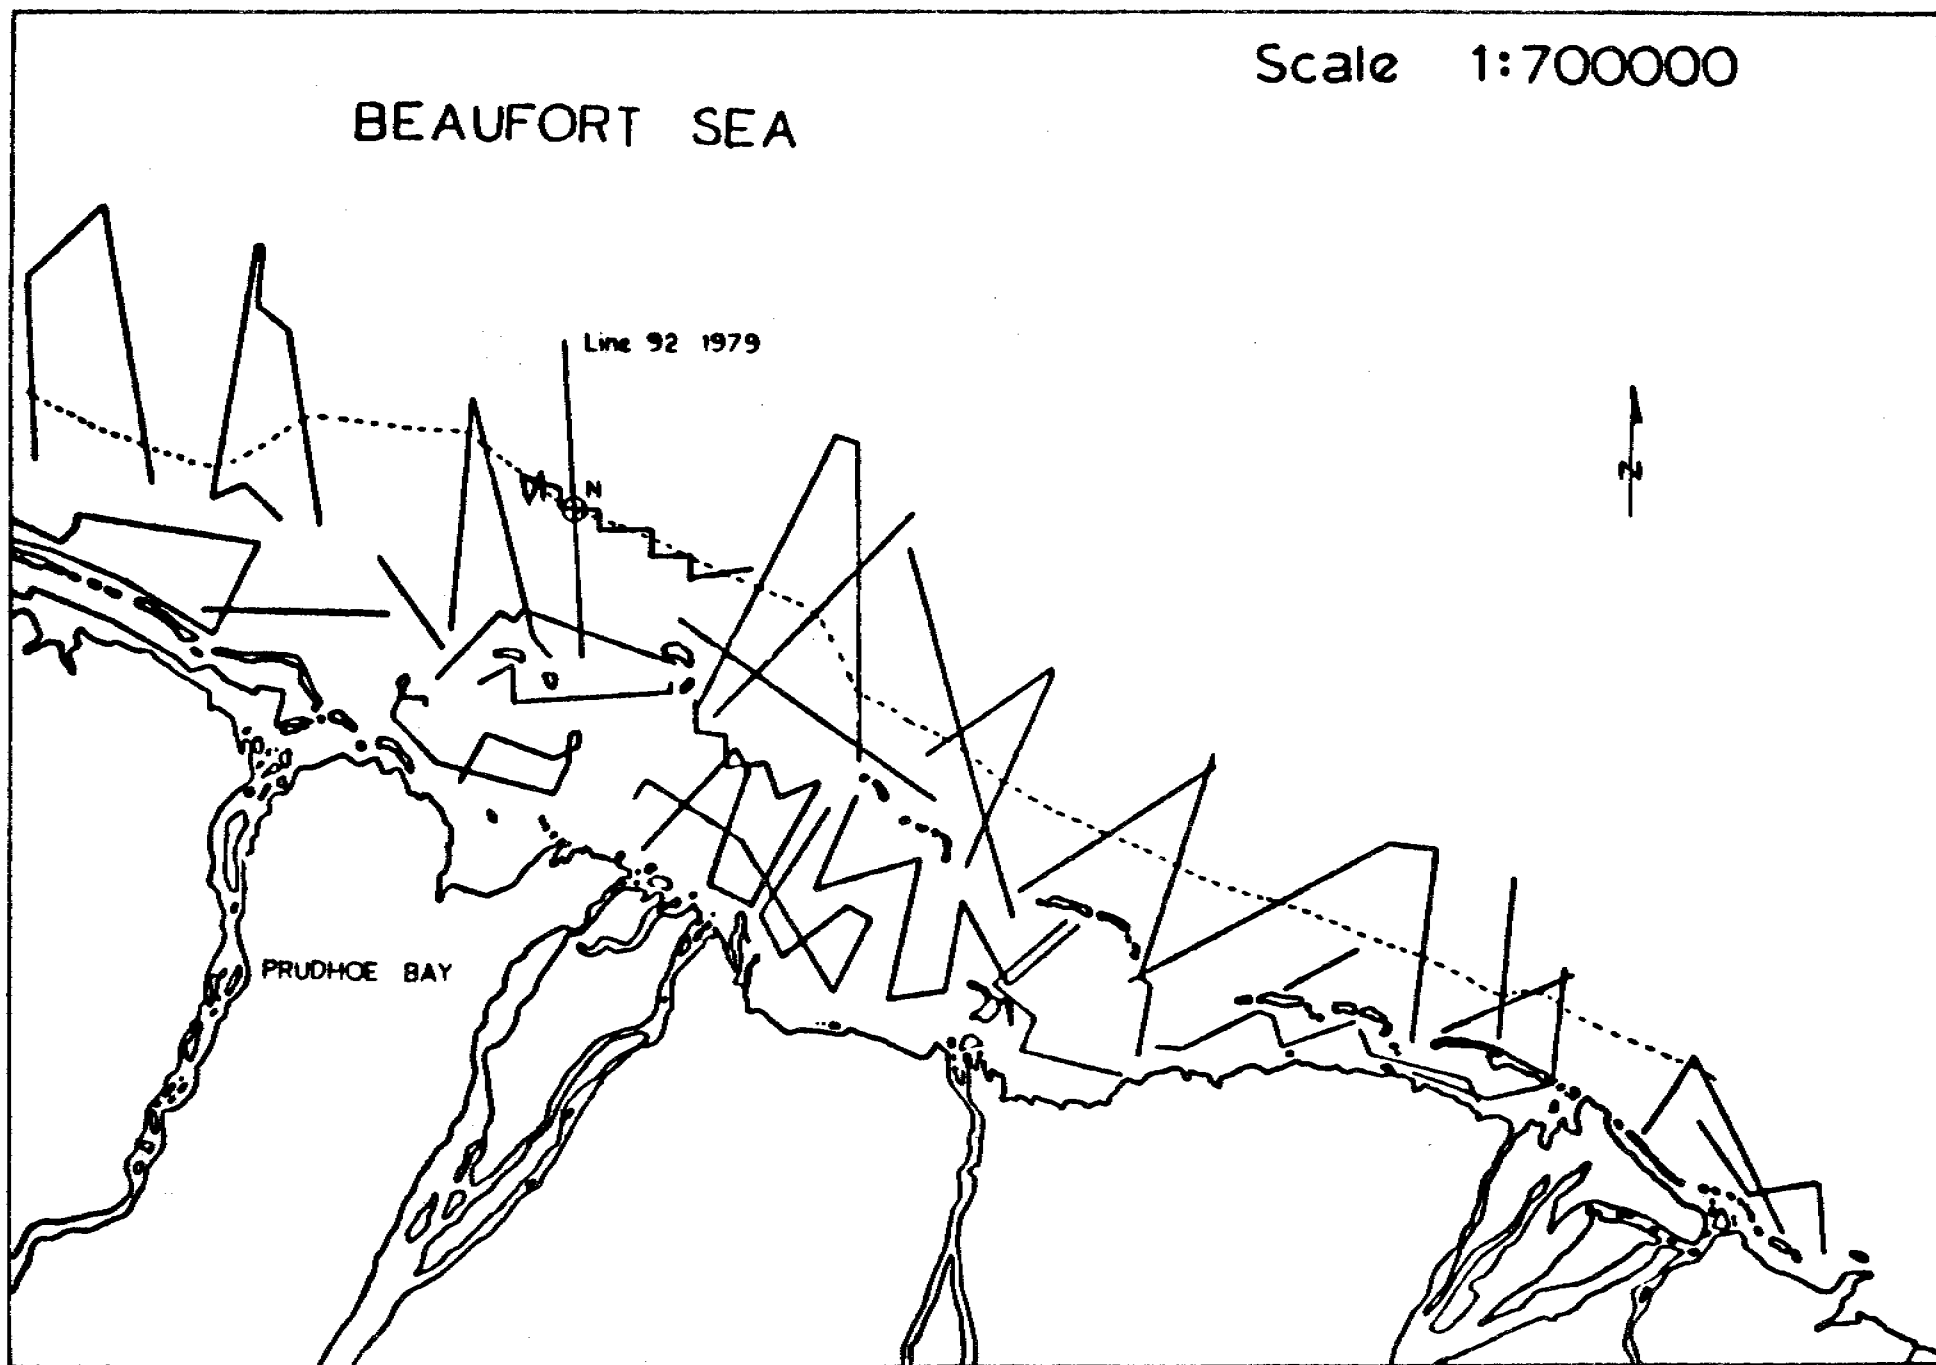 Scale 1:700000
BEAUFORT SEA
Line 92 1979
N
N
PRUDHOE BAY